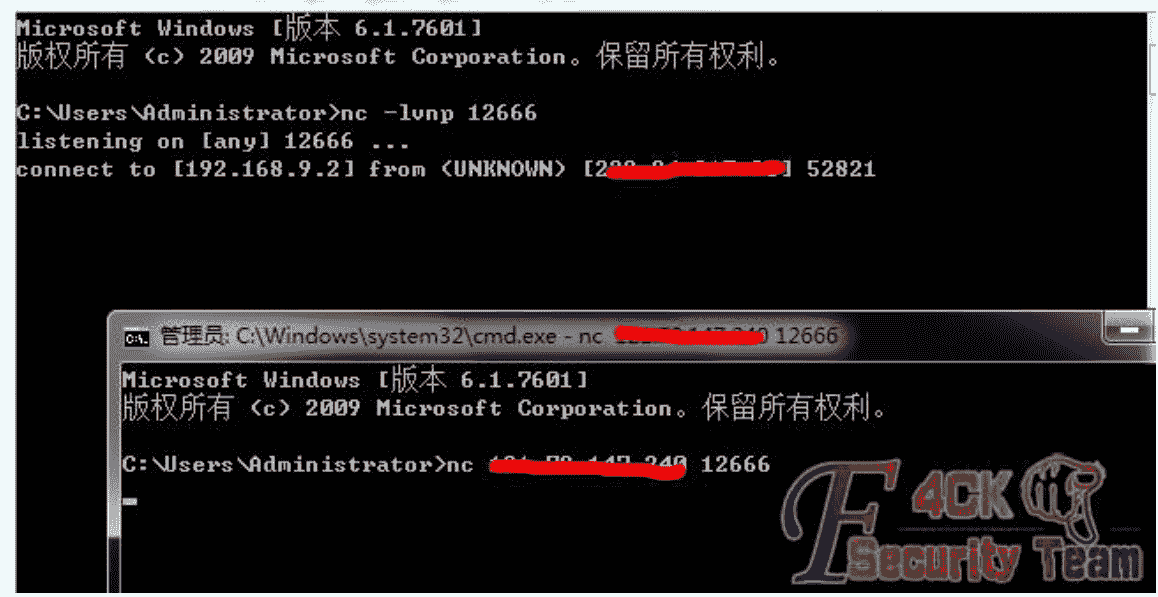 Microsoft Windows [版本 6.1.7601]
版权所有 (c) 2009 Microsoft Corporation。保留所有权利。
C:\Users\Administrator>nc -lvnp 12666
listening on [any] 12666 ...
connect to [192.168.9.2] from (UNKNOWN) [2 ] 52821
管理员: C:\Windows\system32\cmd.exe - nc 12666
Microsoft Windows [版本 6.1.7601]
版权所有 (c) 2009 Microsoft Corporation。保留所有权利。
C:\Users\Administrator>nc 12666
F4CK
Security Team